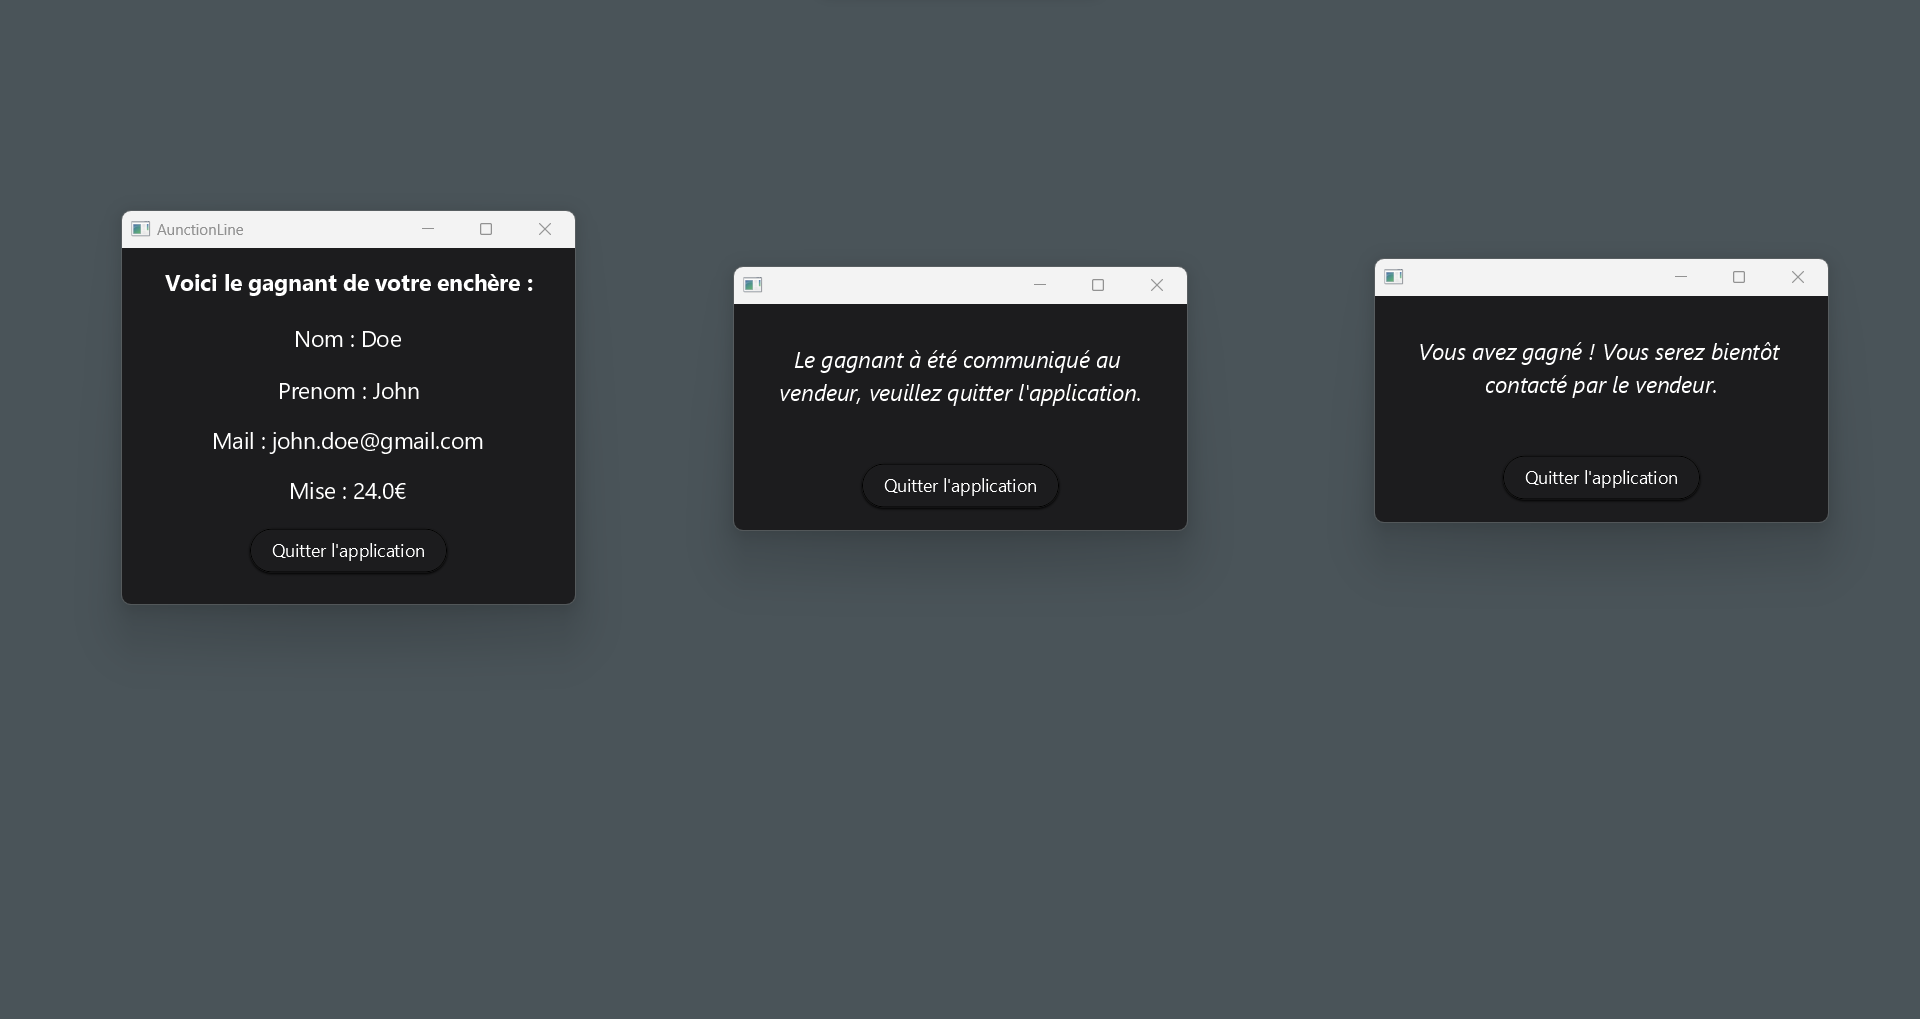 AunctionLine
Voici le gagnant de votre enchère :
Nom : Doe
Prenom : John
Mail : john.doe@gmail.com
Mise : 24.0€
Quitter l'application
Le gagnant à été communiqué au
vendeur, veuillez quitter l'application.
Quitter l'application
Vous avez gagné ! Vous serez bientôt
contacté par le vendeur.
Quitter l'application